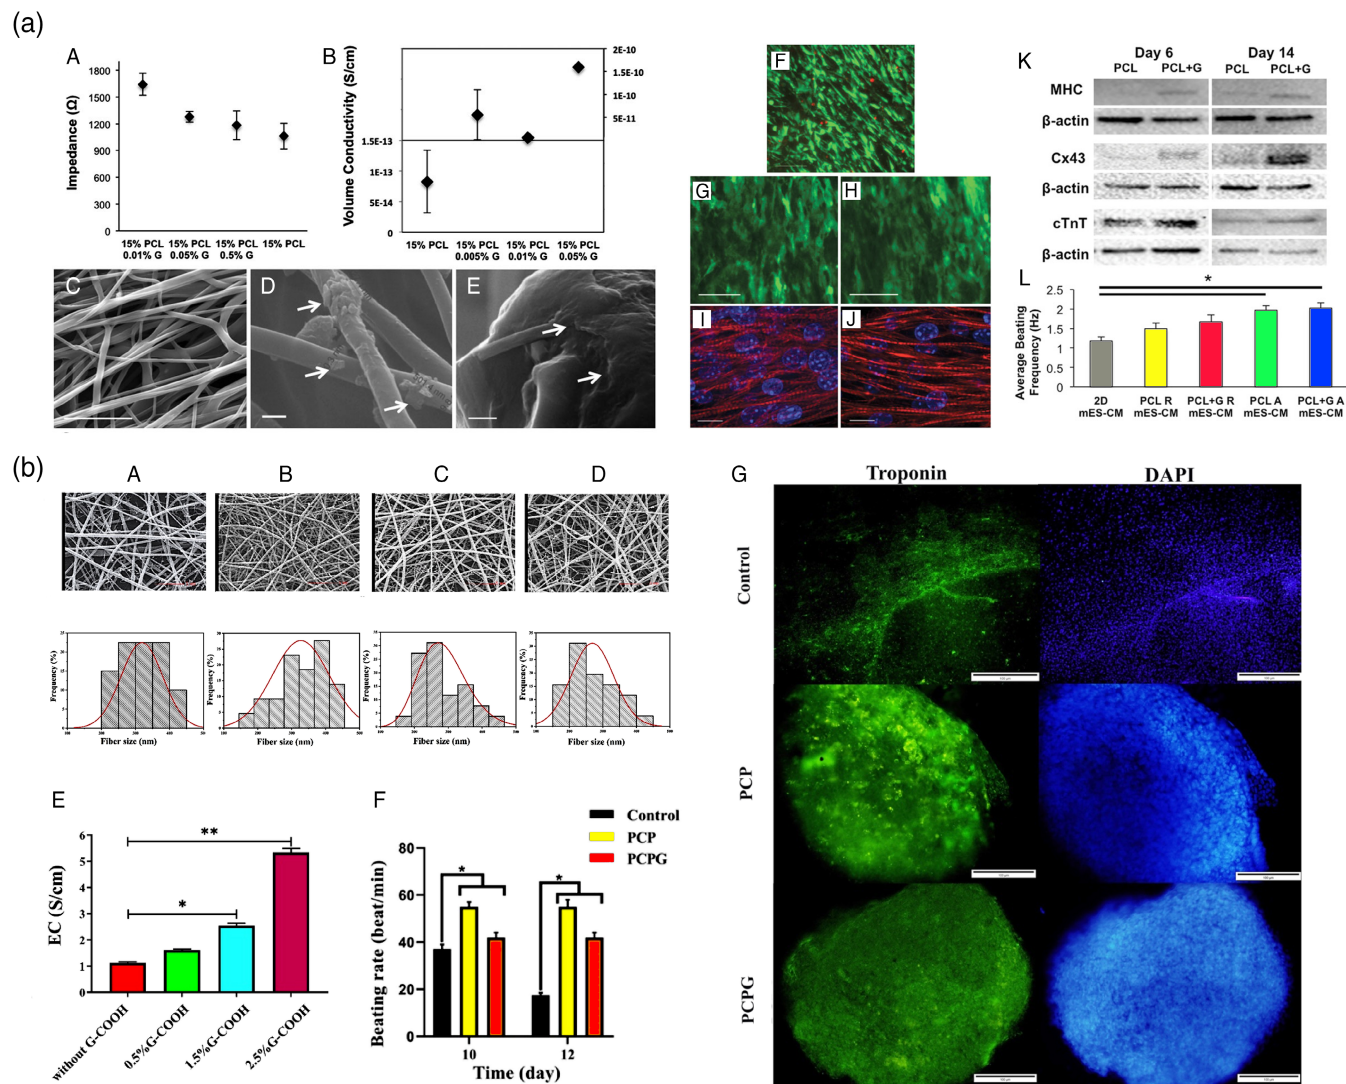 (a)
A
Impedance (Ω)
1800
1500
1200
900
600
300
0
15% PCL 15% PCL 15% PCL 15% PCL
0.01% G 0.05% G 0.5% G
B
Volume Conductivity (S/cm)
2E-10
1.5E-10
1E-10
5E-11
1.5E-13
1E-13
5E-14
0
15% PCL 15% PCL 15% PCL 15% PCL
0.005% G 0.01% G 0.05% G
C
D
E
F
G
H
I
J
K
Day 6 Day 14
PCL PCL+G PCL PCL+G
MHC
β-actin
Cx43
β-actin
cTnT
β-actin
L
*
Average Beating
Frequency (Hz)
2.5
2
1.5
1
0.5
0
2D PCL R PCL+G R PCL A PCL+G A
mES-CM mES-CM mES-CM mES-CM mES-CM
(b)
A
B
C
D
Frequency (%)
Fiber size (nm)
Frequency (%)
Fiber size (nm)
Frequency (%)
Fiber size (nm)
Frequency (%)
Fiber size (nm)
E
EC (S/cm)
6
5
4
3
2
1
0
**
*
without G-COOH
0.5%G-COOH
1.5%G-COOH
2.5%G-COOH
F
Control
PCP
PCPG
Beating rate (beat/min)
80
60
40
20
0
*
*
10 12
Time (day)
G
Troponin DAPI
Control
PCP
PCPG